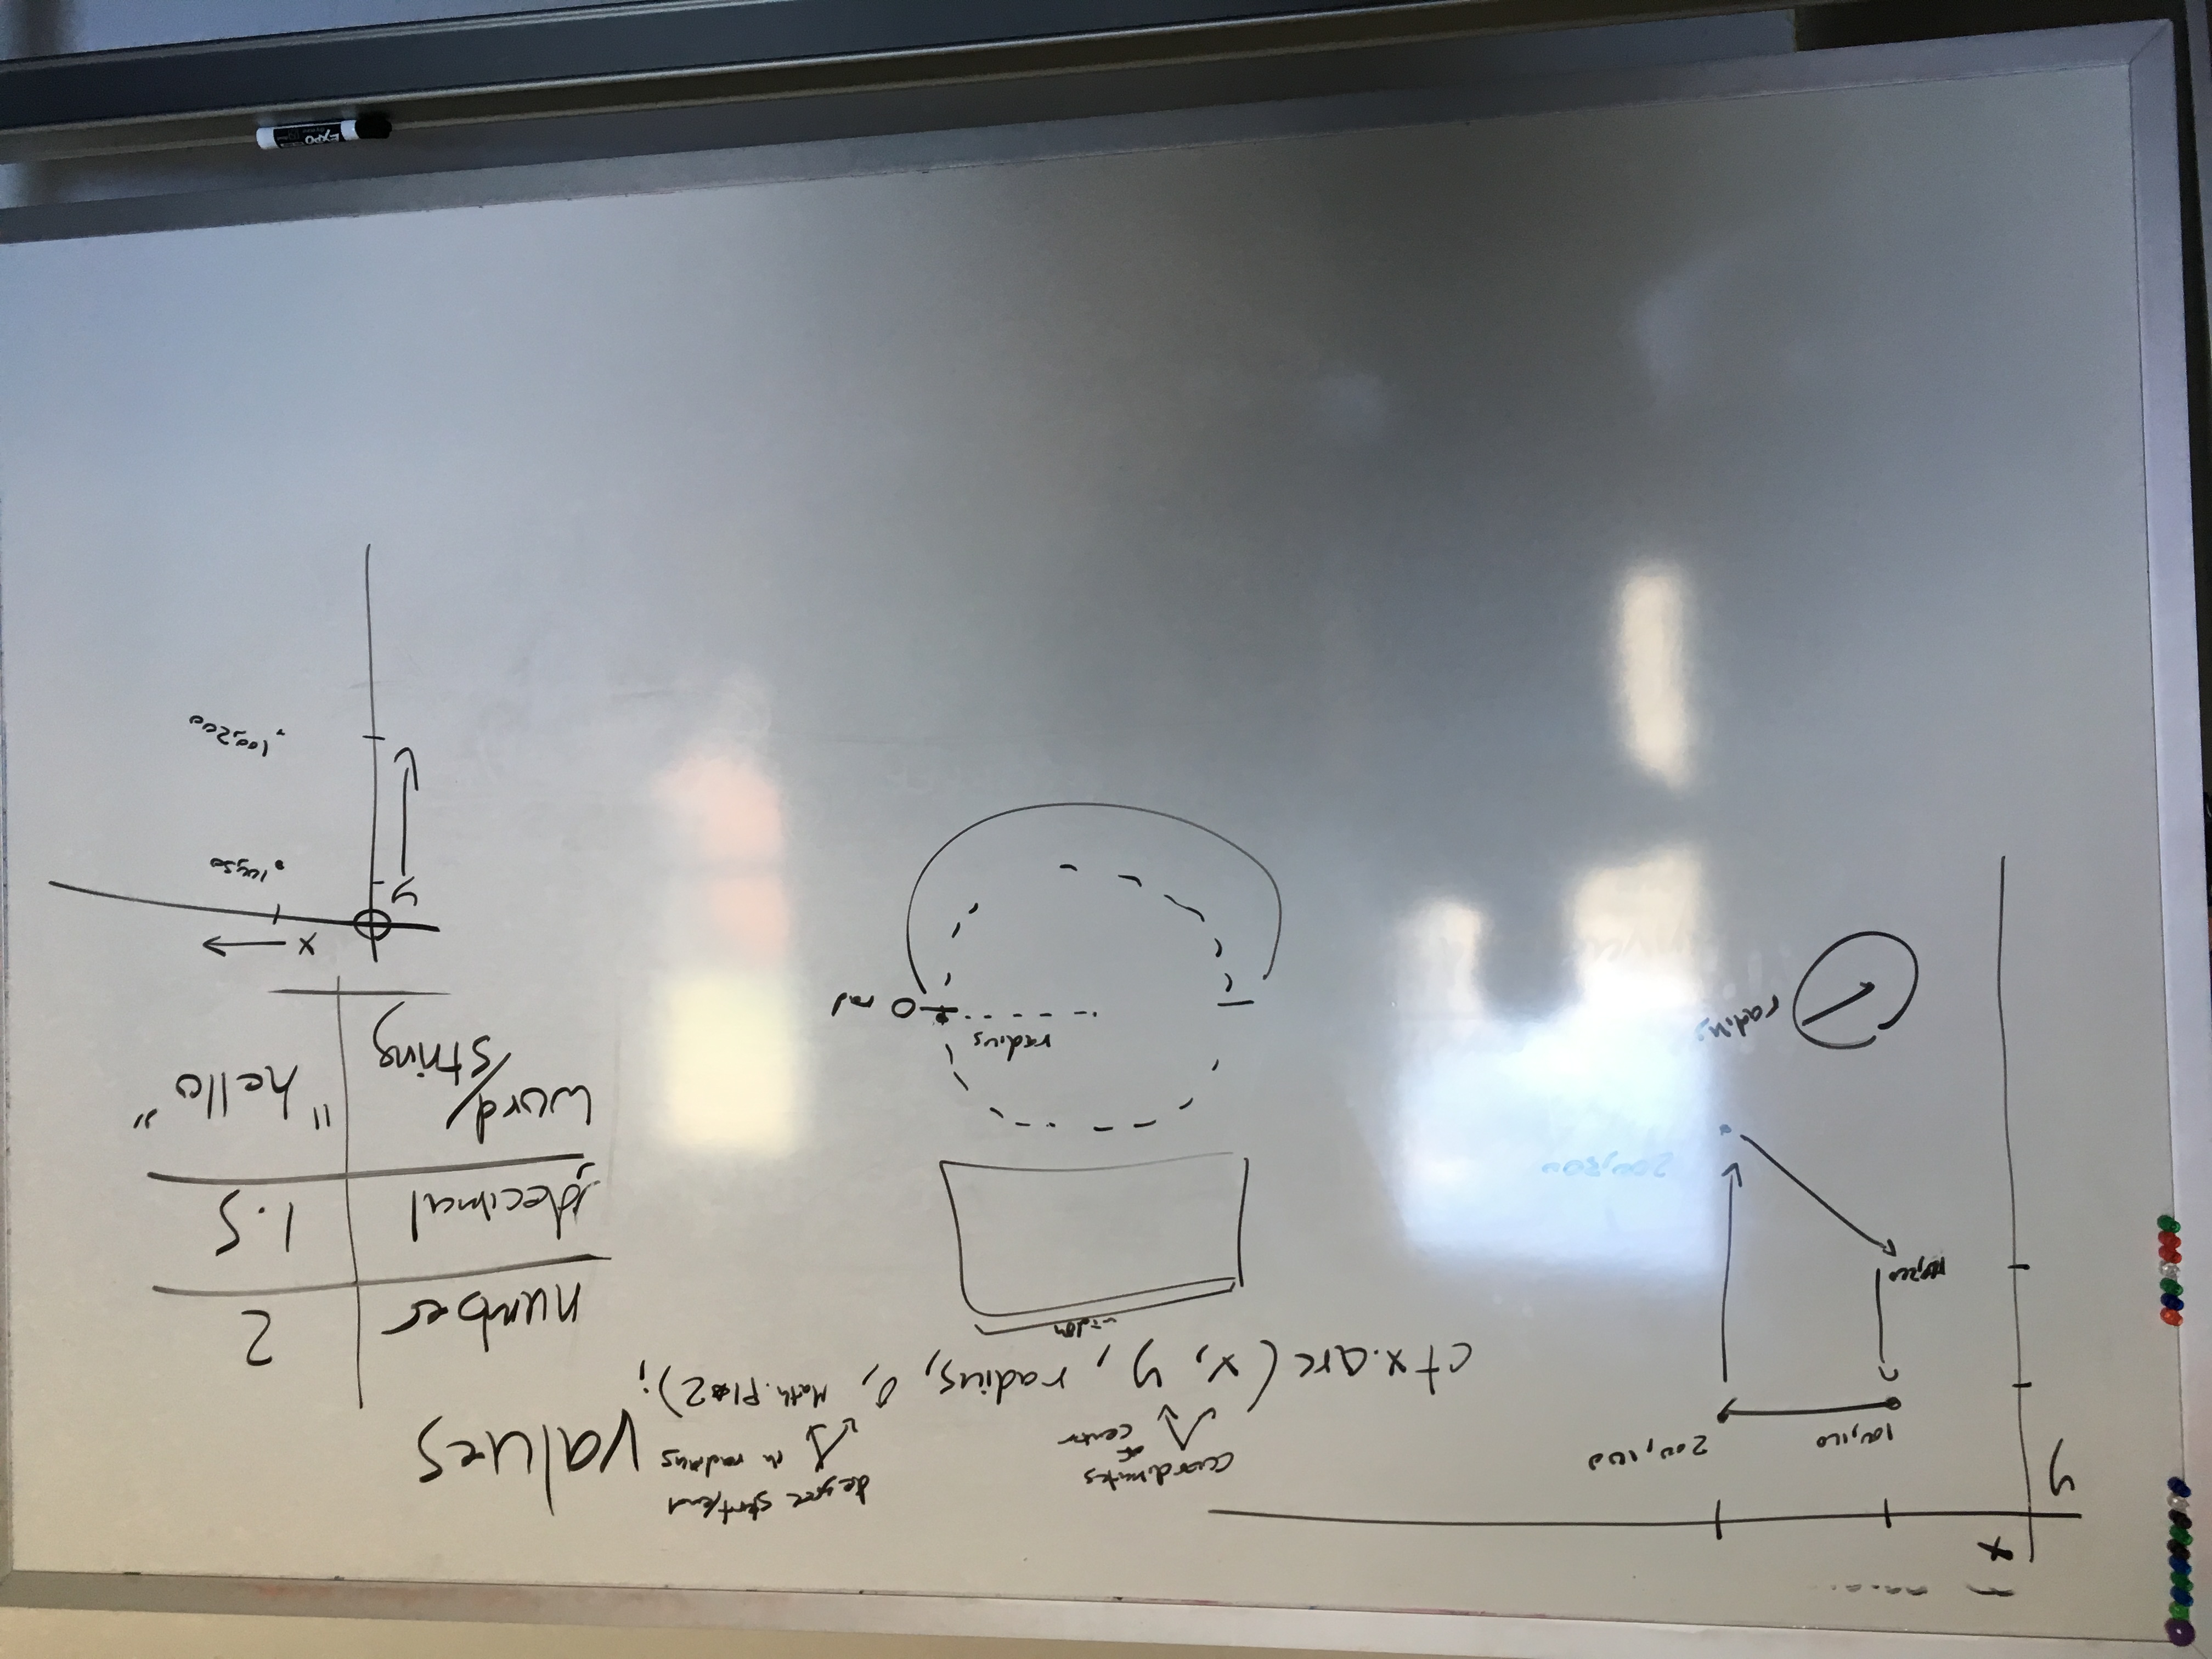 x
y
100,100
200,100
200,300
radius
coordinates
of
center
degree start/end
in radians
ctx.arc(x, y, radius, 0, Math.PI*2);
width
radius
0 rad
values
number 2
decimal 1.5
word/
string "hello"
x
y
100,50
100,200
EXPO